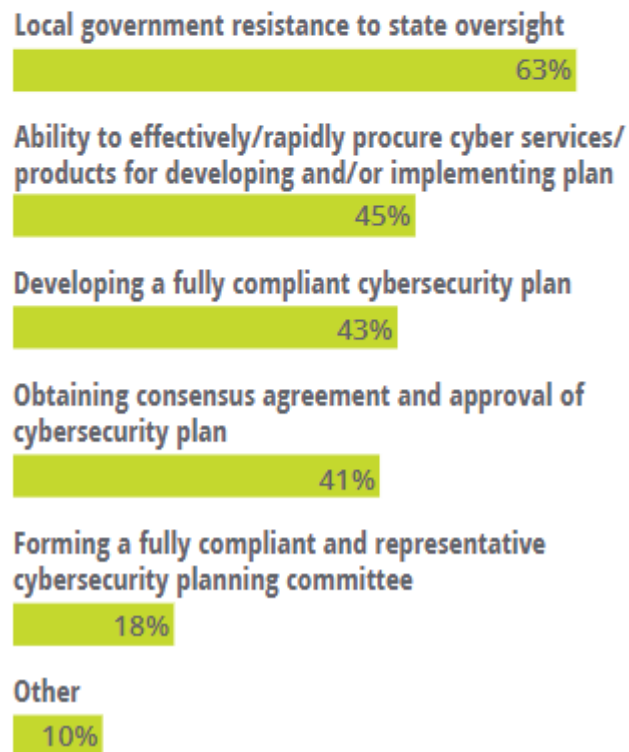 Local government resistance to state oversight
63%
Ability to effectively/rapidly procure cyber services/
products for developing and/or implementing plan
45%
Developing a fully compliant cybersecurity plan
43%
Obtaining consensus agreement and approval of
cybersecurity plan
41%
Forming a fully compliant and representative
cybersecurity planning committee
18%
Other
10%